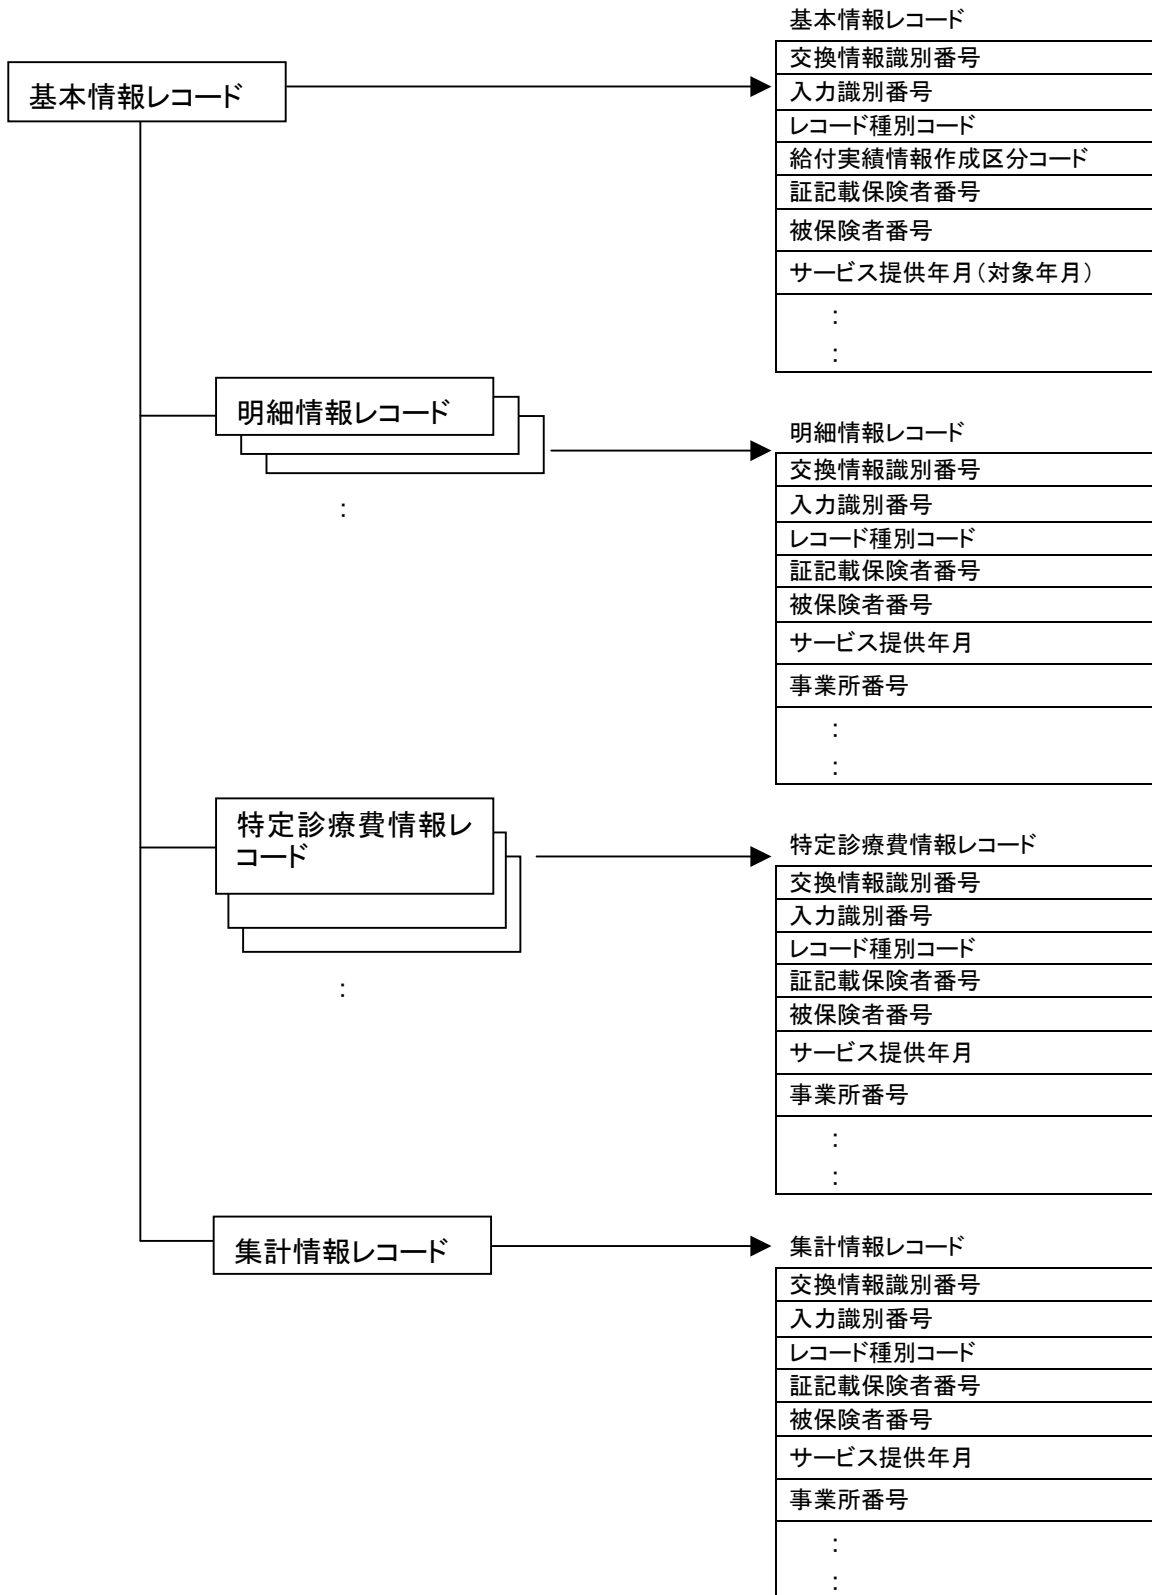 基本情報レコード
基本情報レコード
交換情報識別番号
入力識別番号
レコード種別コード
給付実績情報作成区分コード
証記載保険者番号
被保険者番号
サービス提供年月(対象年月)
:
:
明細情報レコード
:
明細情報レコード
交換情報識別番号
入力識別番号
レコード種別コード
証記載保険者番号
被保険者番号
サービス提供年月
事業所番号
:
:
特定診療費情報レ
コード
:
特定診療費情報レコード
交換情報識別番号
入力識別番号
レコード種別コード
証記載保険者番号
被保険者番号
サービス提供年月
事業所番号
:
:
集計情報レコード
集計情報レコード
交換情報識別番号
入力識別番号
レコード種別コード
証記載保険者番号
被保険者番号
サービス提供年月
事業所番号
:
: